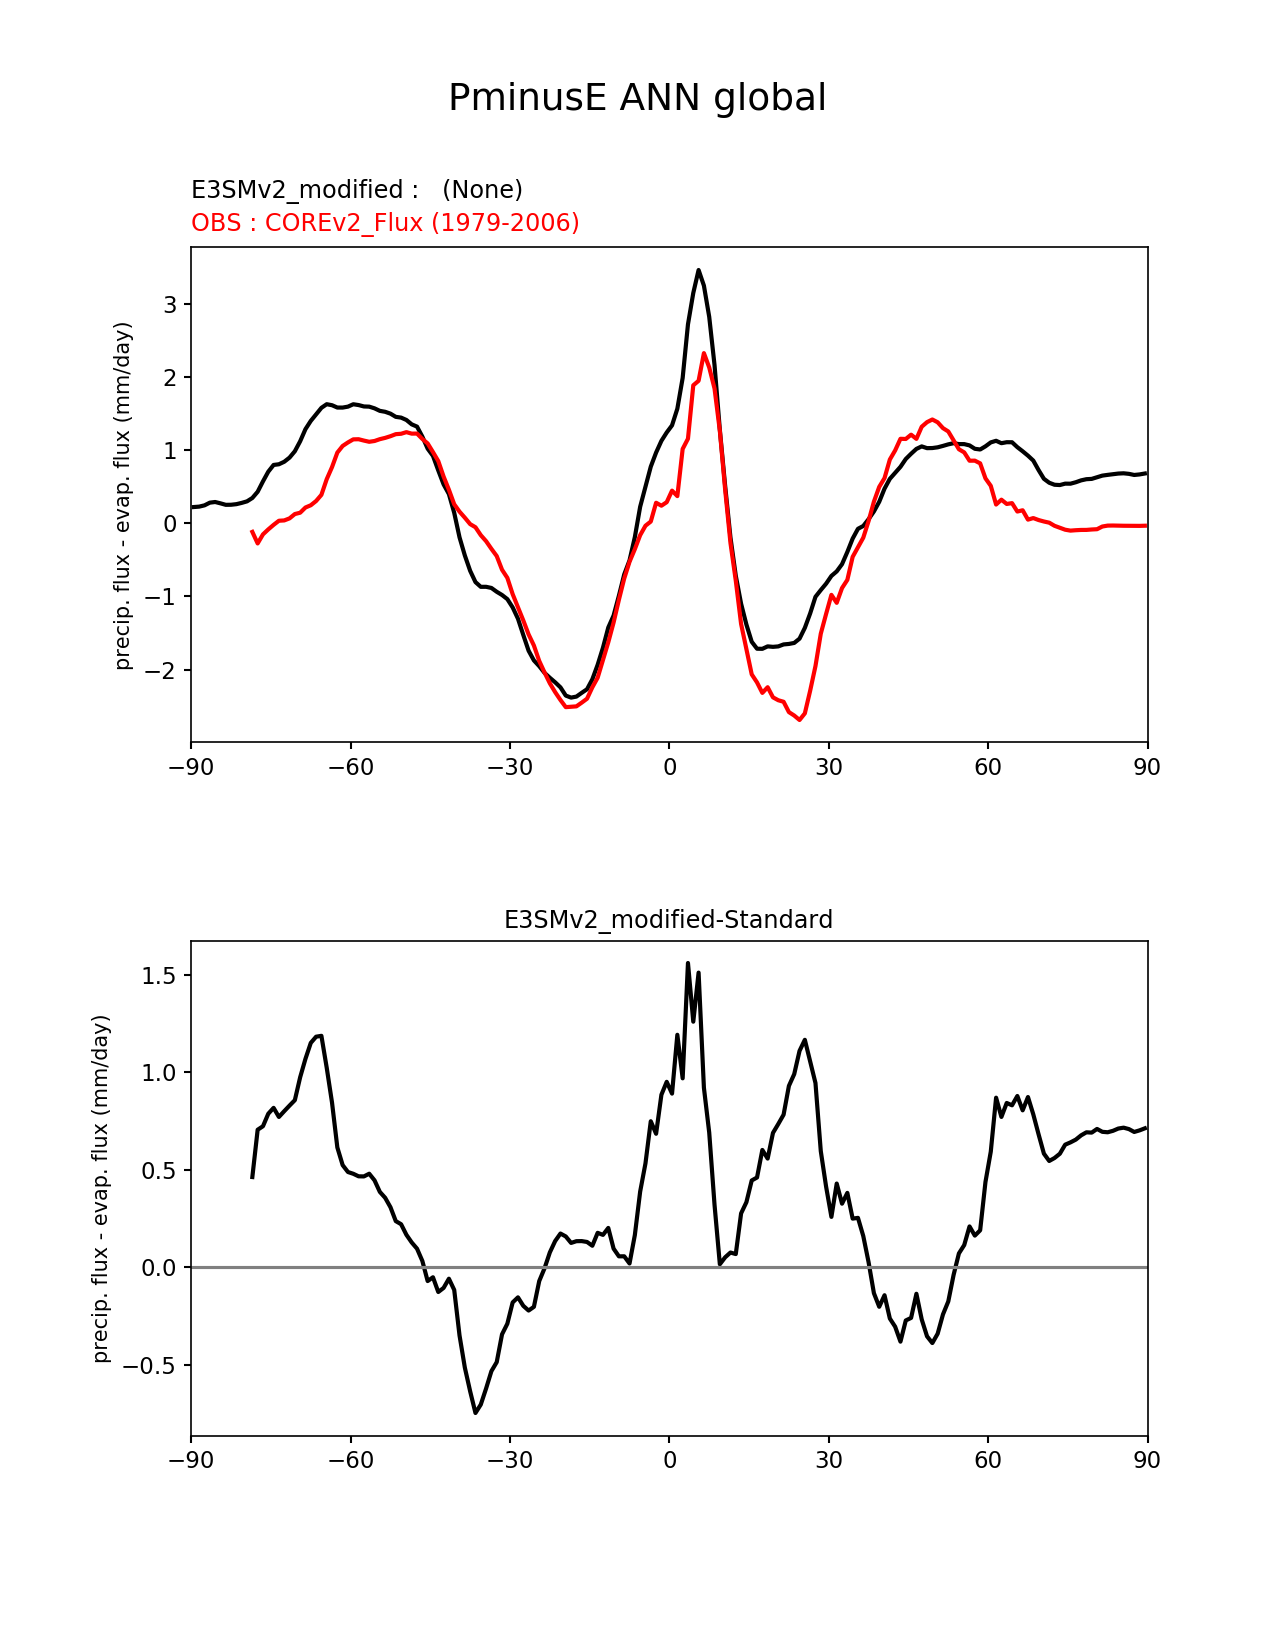 PminusE ANN global
E3SMv2_modified :   (None)
OBS : COREv2_Flux (1979-2006)
precip. flux - evap. flux (mm/day)
3
2
1
0
−1
−2
−90 −60 −30 0 30 60 90
E3SMv2_modified-Standard
precip. flux - evap. flux (mm/day)
1.5
1.0
0.5
0.0
−0.5
−90 −60 −30 0 30 60 90